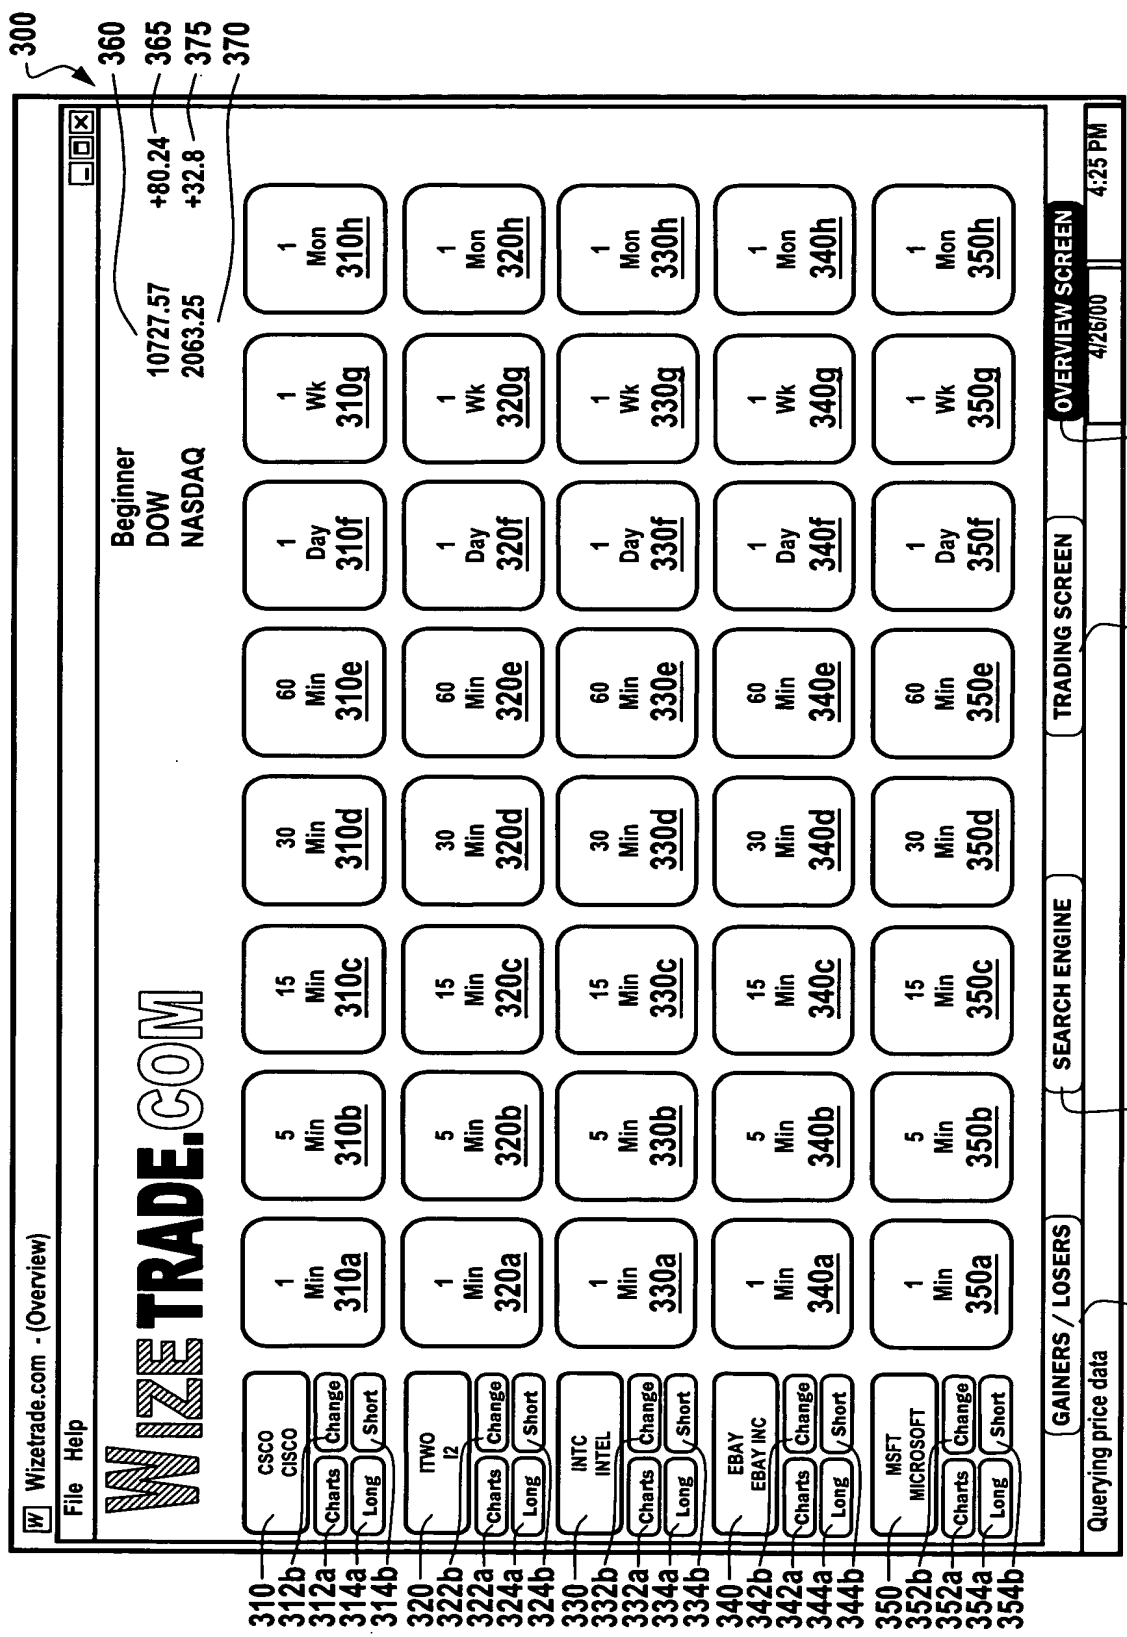 300
W Wizetrade.com - (Overview)
File Help
WIZETRADE.COM
Beginner
DOW 10727.57 +80.24
NASDAQ 2063.25 +32.8
360
365
375
370
310
312b
312a
314a
314b
CSCO
CISCO
Charts Change
Long Short
1 Min 310a
5 Min 310b
15 Min 310c
30 Min 310d
60 Min 310e
1 Day 310f
1 Wk 310g
1 Mon 310h
320
322b
322a
324a
324b
ITWO
I2
Charts Change
Long Short
1 Min 320a
5 Min 320b
15 Min 320c
30 Min 320d
60 Min 320e
1 Day 320f
1 Wk 320g
1 Mon 320h
330
332b
332a
334a
334b
INTC
INTEL
Charts Change
Long Short
1 Min 330a
5 Min 330b
15 Min 330c
30 Min 330d
60 Min 330e
1 Day 330f
1 Wk 330g
1 Mon 330h
340
342b
342a
344a
344b
EBAY
EBAY INC
Charts Change
Long Short
1 Min 340a
5 Min 340b
15 Min 340c
30 Min 340d
60 Min 340e
1 Day 340f
1 Wk 340g
1 Mon 340h
350
352b
352a
354a
354b
MSFT
MICROSOFT
Charts Change
Long Short
1 Min 350a
5 Min 350b
15 Min 350c
30 Min 350d
60 Min 350e
1 Day 350f
1 Wk 350g
1 Mon 350h
GAINERS / LOSERS SEARCH ENGINE TRADING SCREEN OVERVIEW SCREEN
Querying price data 4/26/00 4:25 PM